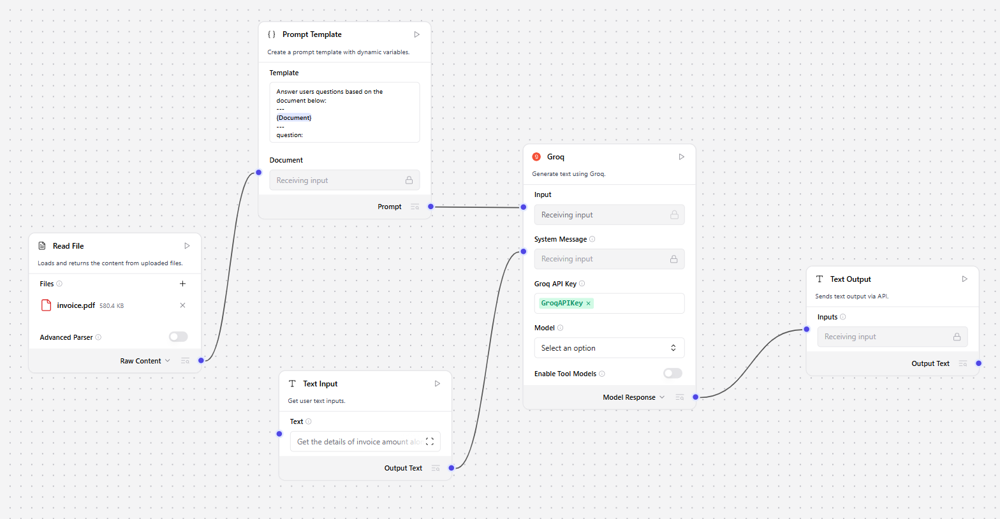 Prompt Template
Create a prompt template with dynamic variables.
Template
Answer users questions based on the
document below:
---
{Document}
---
question:
Document
Receiving input
Prompt
Read File
Loads and returns the content from uploaded files.
Files
invoice.pdf 580.4 KB
Advanced Parser
Raw Content
Text Input
Get user text inputs.
Text
Get the details of invoice amount alo
Output Text
Groq
Generate text using Groq.
Input
Receiving input
System Message
Receiving input
Groq API Key
GroqAPIKey
Model
Select an option
Enable Tool Models
Model Response
Text Output
Sends text output via API.
Inputs
Receiving input
Output Text